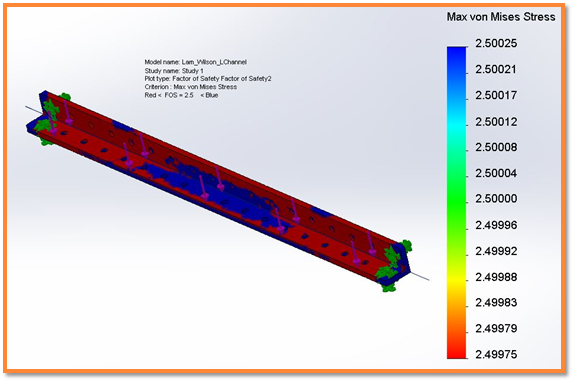 Max von Mises Stress
Model name: Lam_Wilson_LChannel
Study name: Study 1
Plot type: Factor of Safety Factor of Safety2
Criterion : Max von Mises Stress
Red < FOS = 2.5 < Blue
2.50025
2.50021
2.50017
2.50012
2.50008
2.50004
2.50000
2.49996
2.49992
2.49988
2.49983
2.49979
2.49975